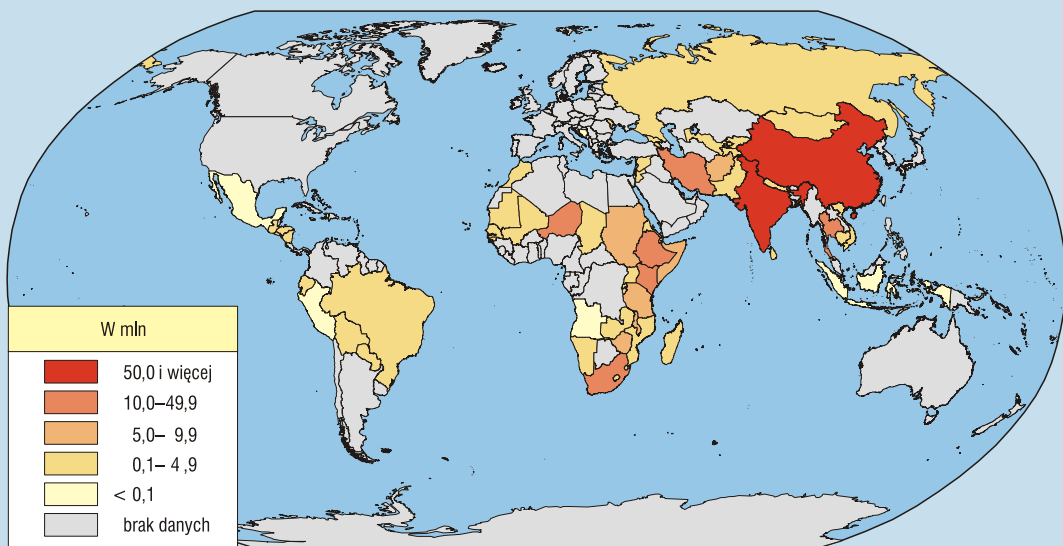 W mln
50,0 i więcej
10,0–49,9
5,0– 9,9
0,1– 4 ,9
< 0,1
brak danych